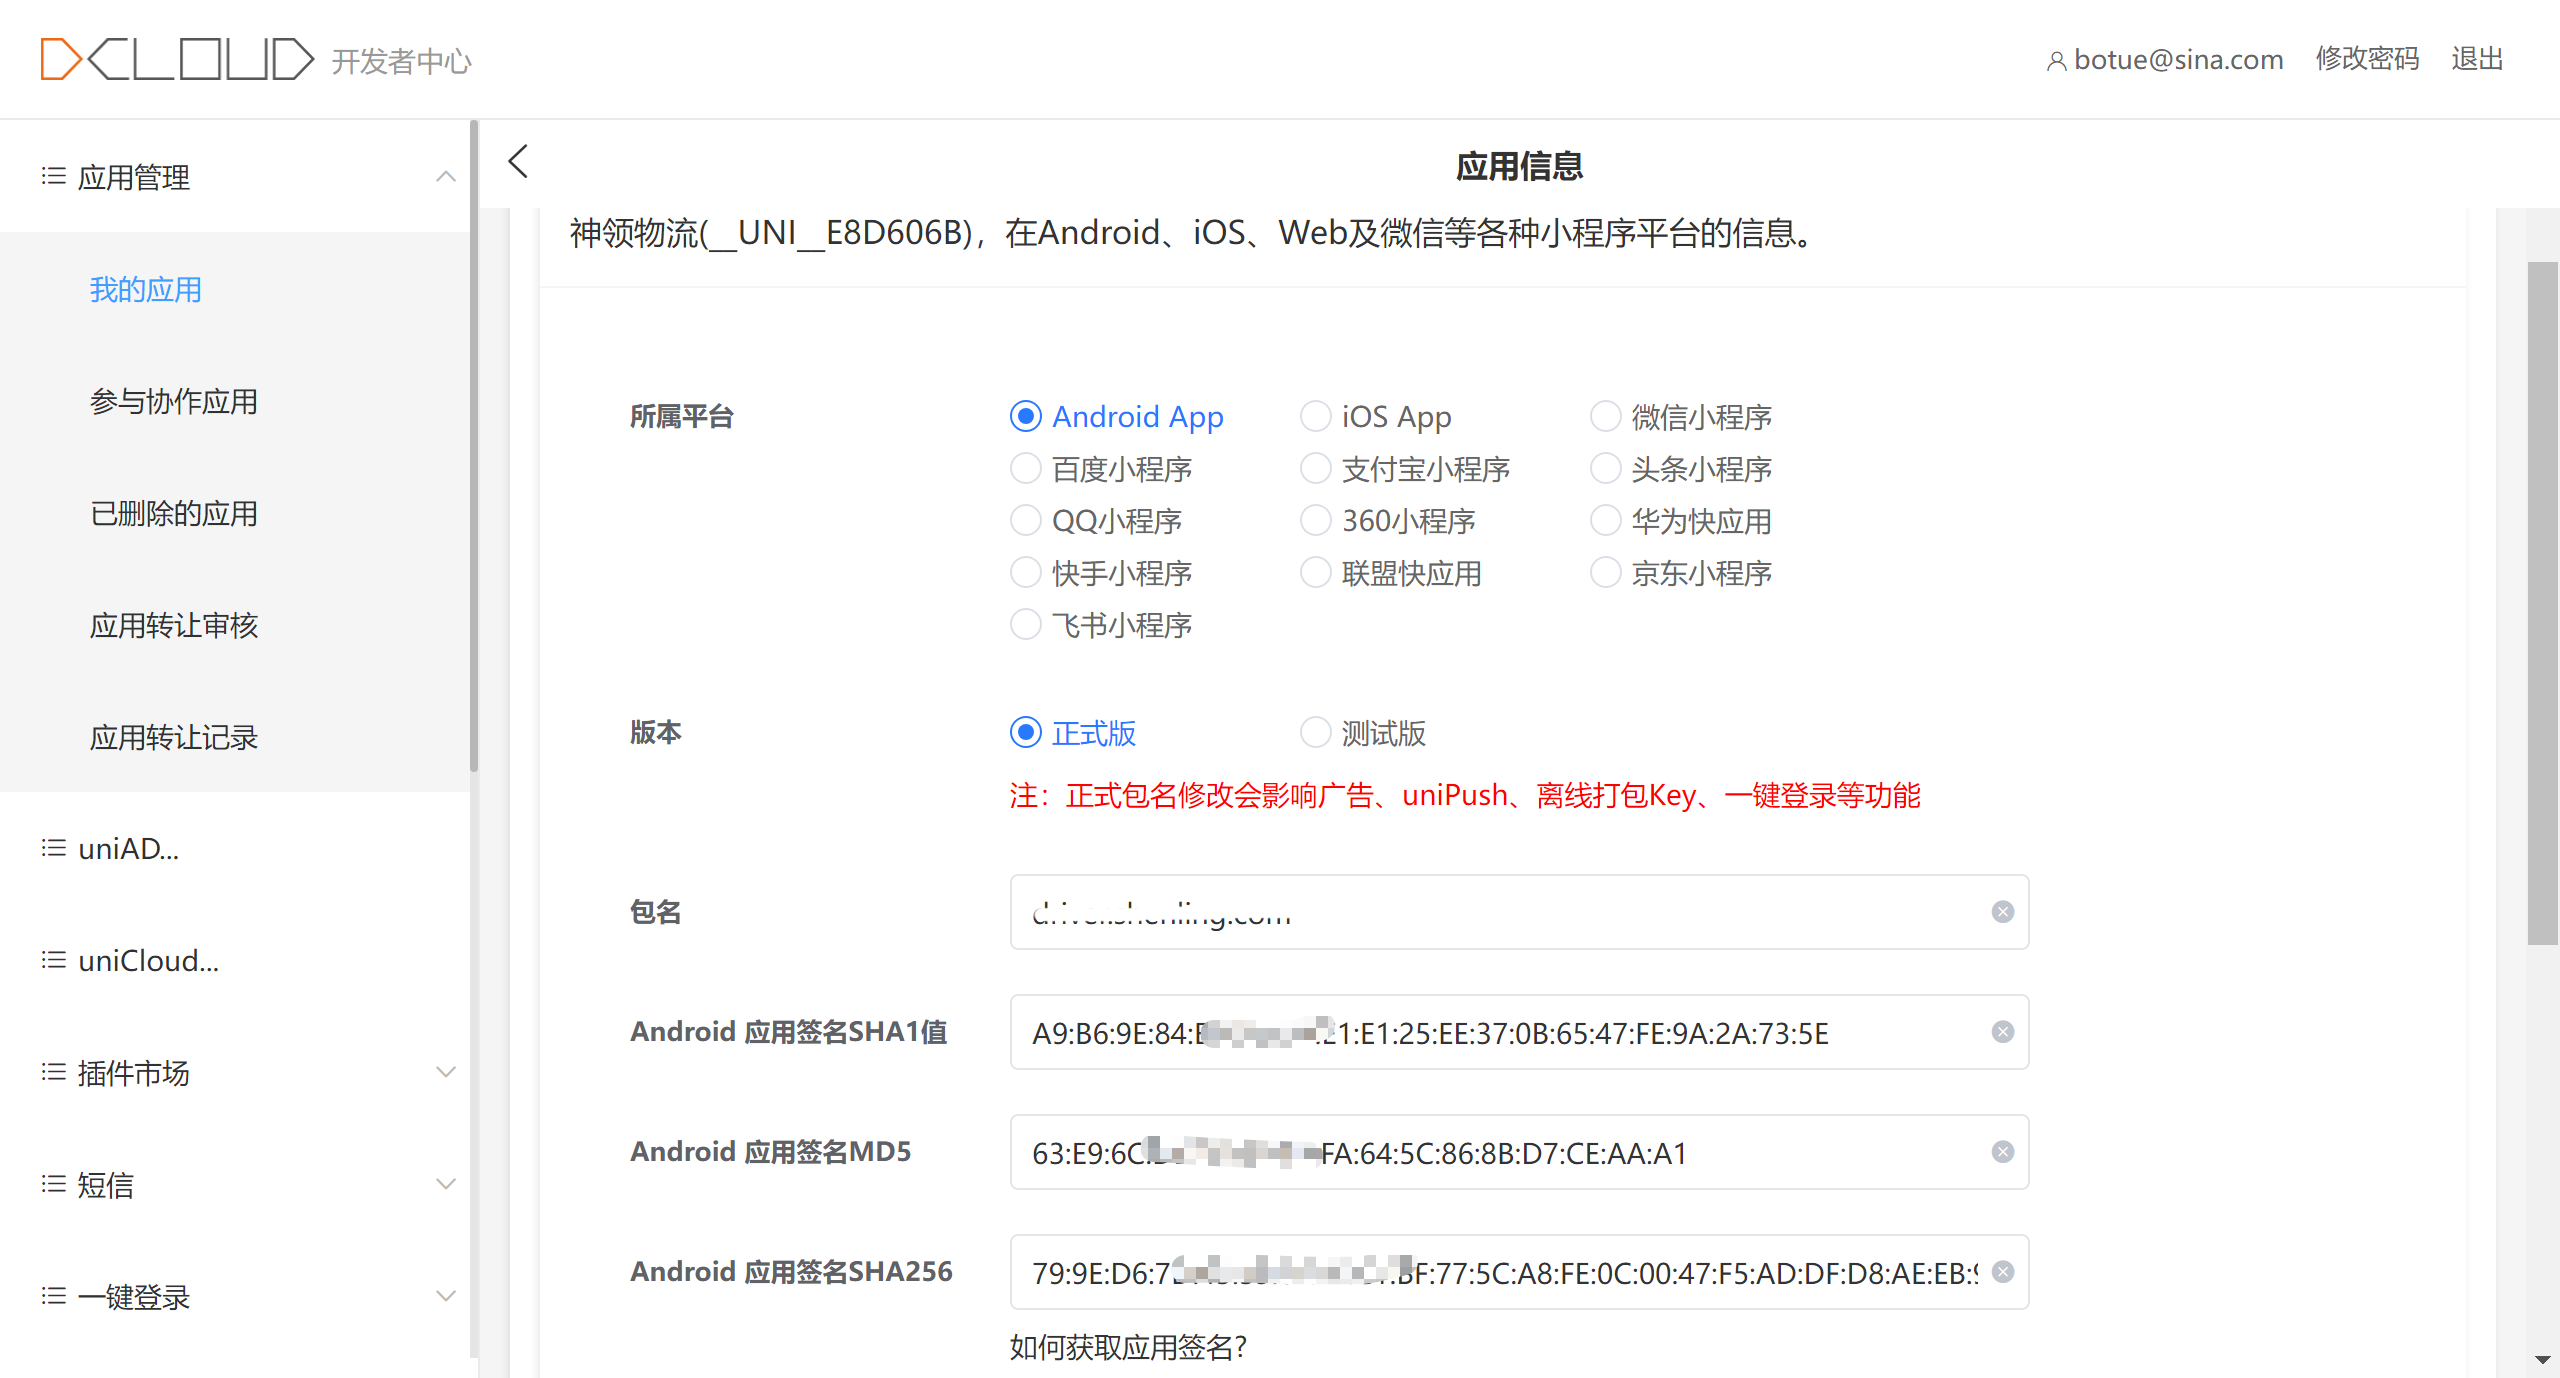 DCLOUD 开发者中心
botue@sina.com 修改密码 退出
应用管理
我的应用
参与协作应用
已删除的应用
应用转让审核
应用转让记录
uniAD...
uniCloud...
插件市场
短信
一键登录
应用信息
神领物流(__UNI__E8D606B)，在Android、iOS、Web及微信等各种小程序平台的信息。
所属平台
Android App iOS App 微信小程序
百度小程序 支付宝小程序 头条小程序
QQ小程序 360小程序 华为快应用
快手小程序 联盟快应用 京东小程序
飞书小程序
版本
正式版 测试版
注：正式包名修改会影响广告、uniPush、离线打包Key、一键登录等功能
包名
Android 应用签名SHA1值
A9:B6:9E:84: E1:25:EE:37:0B:65:47:FE:9A:2A:73:5E
Android 应用签名MD5
63:E9:6C: FA:64:5C:86:8B:D7:CE:AA:A1
Android 应用签名SHA256
79:9E:D6: BF:77:5C:A8:FE:0C:00:47:F5:AD:DF:D8:AE:EB:
如何获取应用签名?